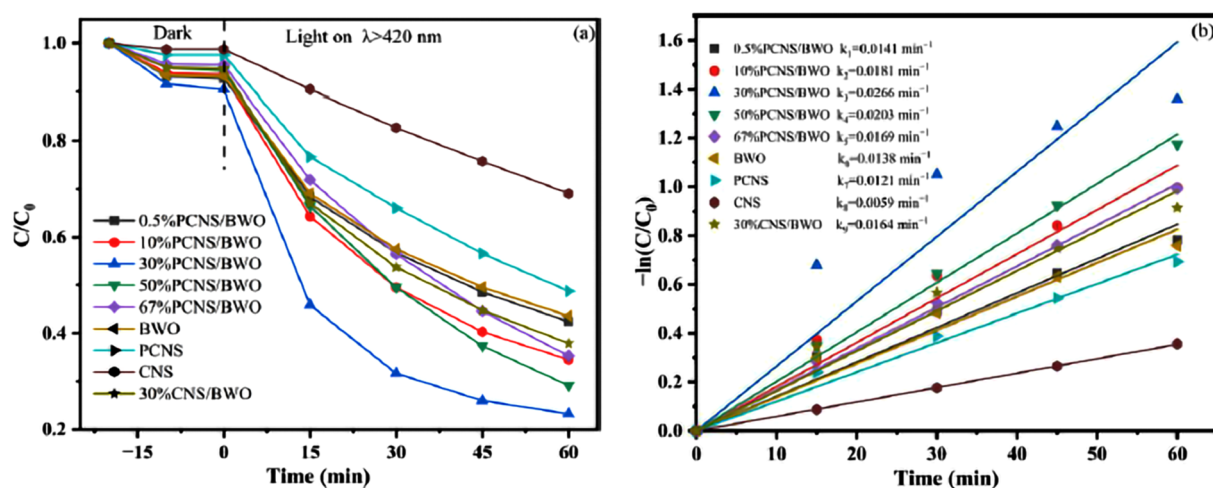 Dark
Light on λ>420 nm
(a)
1.0
0.8
0.6
0.4
0.2
C/C0
0.5%PCNS/BWO
10%PCNS/BWO
30%PCNS/BWO
50%PCNS/BWO
67%PCNS/BWO
BWO
PCNS
CNS
30%CNS/BWO
−15 0 15 30 45 60
Time (min)
(b)
1.6
1.2
1.0
0.8
0.6
0.4
0.2
0.0
−ln(C/C0)
0.5%PCNS/BWO k1=0.0141 min−1
10%PCNS/BWO k2=0.0181 min−1
30%PCNS/BWO k3=0.0266 min−1
50%PCNS/BWO k4=0.0203 min−1
67%PCNS/BWO k5=0.0169 min−1
BWO k6=0.0138 min−1
PCNS k7=0.0121 min−1
CNS k8=0.0059 min−1
30%CNS/BWO k9=0.0164 min−1
0 10 20 30 40 50 60
Time (min)